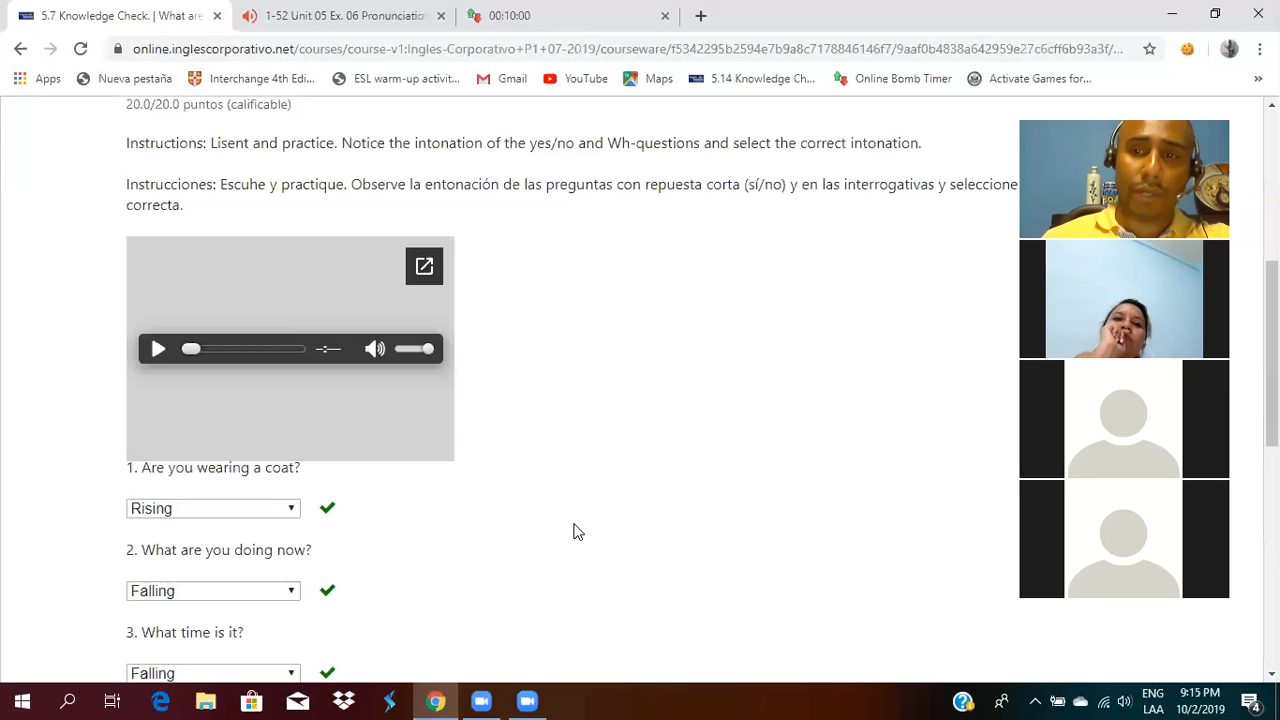 5.7 Knowledge Check. | What are
1-52 Unit 05 Ex. 06 Pronunciation
00:10:00
online.inglescorporativo.net/courses/course-v1:Ingles-Corporativo+P1+07-2019/courseware/f5342295b2594e7b9a8c7178846146f7/9aaf0b4838a642959e27c6cff6b93a3f/...
Apps
Nueva pestaña
Interchange 4th Edi...
ESL warm-up activit...
Gmail
YouTube
Maps
5.14 Knowledge Ch...
Online Bomb Timer
Activate Games for...
»
20.0/20.0 puntos (calificable)
Instructions: Lisent and practice. Notice the intonation of the yes/no and Wh-questions and select the correct intonation.
Instrucciones: Escuhe y practique. Observe la entonación de las preguntas con repuesta corta (sí/no) y en las interrogativas y seleccione
correcta.
-:-
1. Are you wearing a coat?
Rising
2. What are you doing now?
Falling
3. What time is it?
Falling
ENG
LAA
9:15 PM
10/2/2019
4